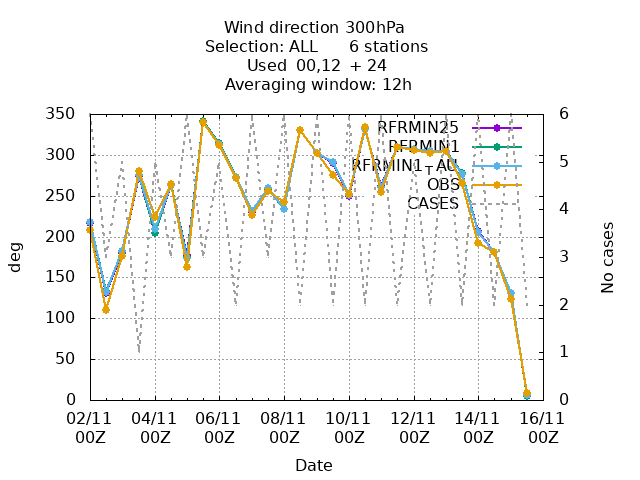 Wind direction 300hPa
Selection: ALL      6 stations
Used  00,12  + 24
Averaging window: 12h
deg
No cases
350
300
250
200
150
100
50
0
6
5
4
3
2
1
0
RFRMIN25
RFRMIN1
RFRMIN1_AL
OBS
CASES
02/11 04/11 06/11 08/11 10/11 12/11 14/11 16/11
00Z 00Z 00Z 00Z 00Z 00Z 00Z 00Z
Date